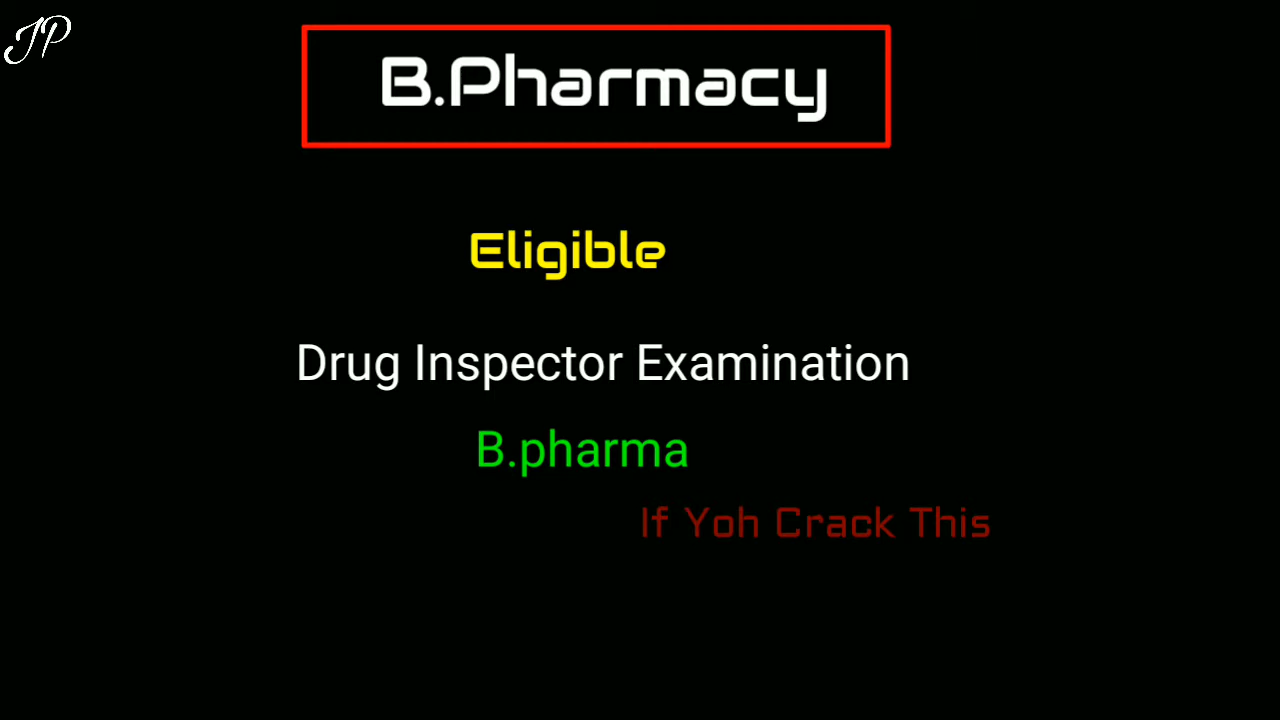 JP
B.Pharmacy
Eligible
Drug Inspector Examination
B.pharma
If Yoh Crack This